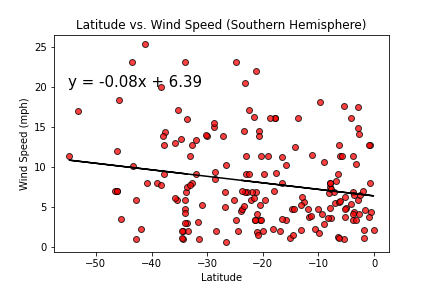 Latitude vs. Wind Speed (Southern Hemisphere)
25
20
15
10
5
0
Wind Speed (mph)
y = -0.08x + 6.39
−50 −40 −30 −20 −10 0
Latitude